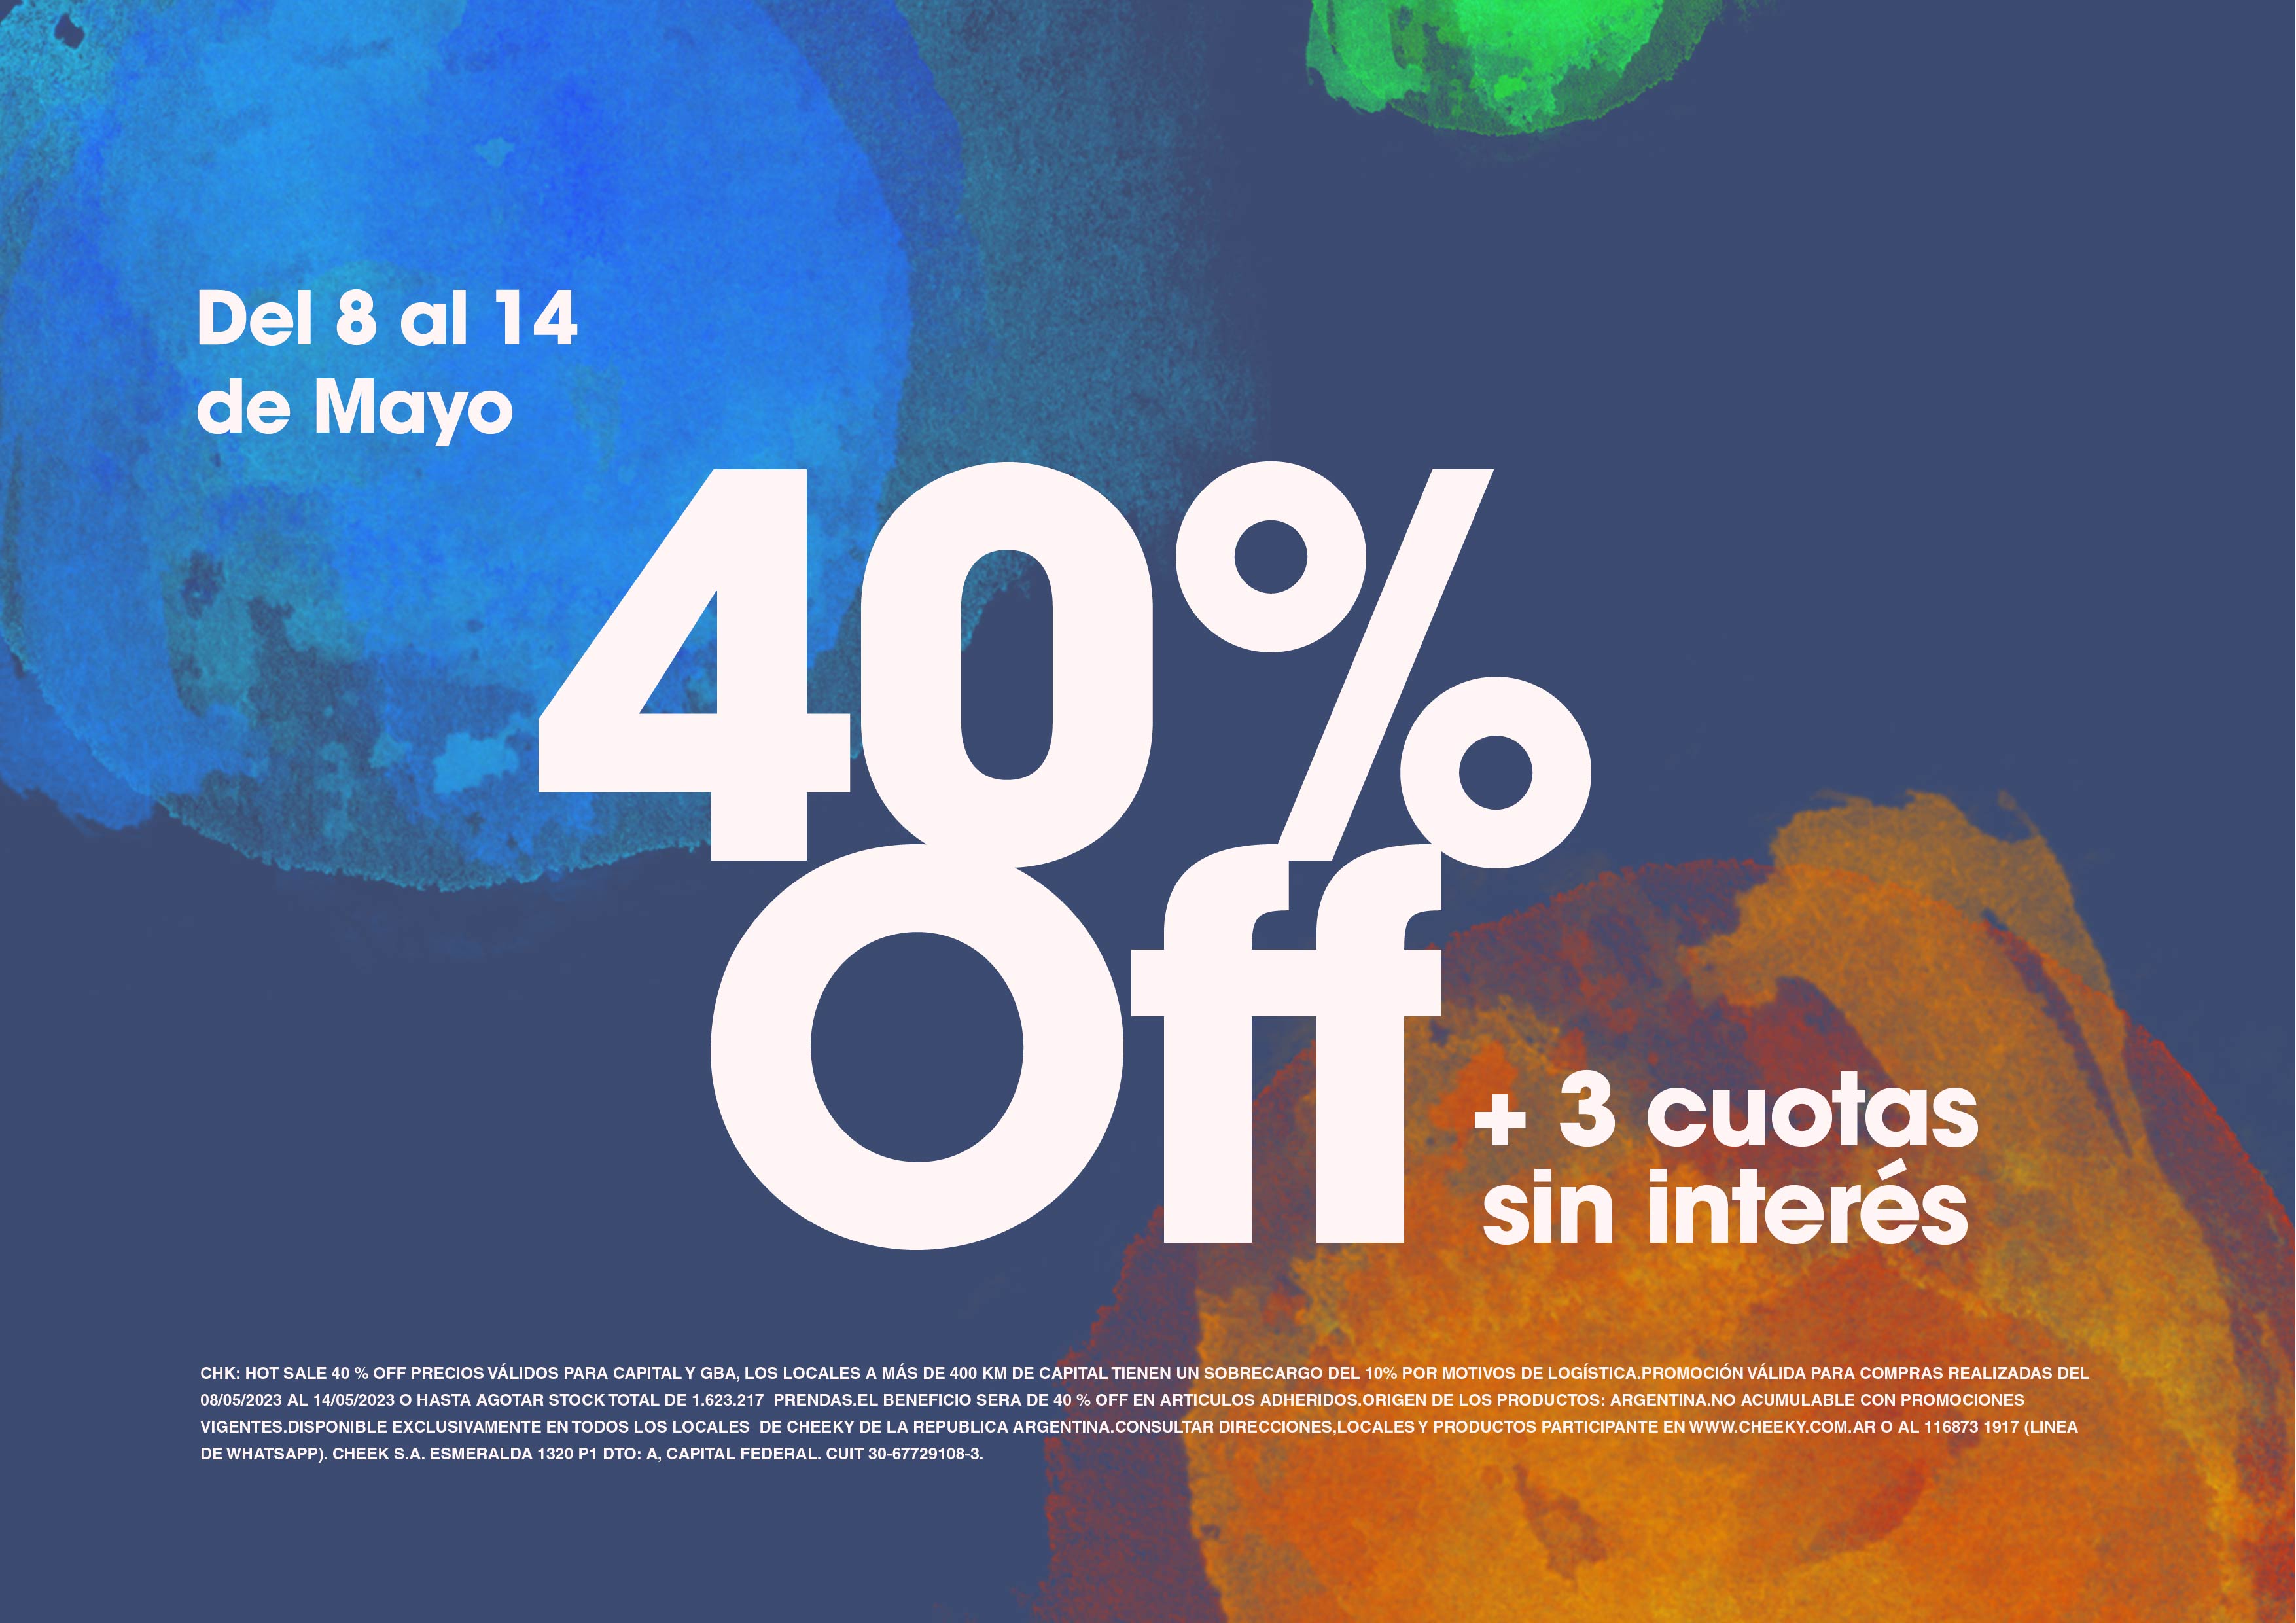 Del 8 al 14
de Mayo
40%
Off
+ 3 cuotas
sin interés
CHK: HOT SALE 40 % OFF PRECIOS VÁLIDOS PARA CAPITAL Y GBA, LOS LOCALES A MÁS DE 400 KM DE CAPITAL TIENEN UN SOBRECARGO DEL 10% POR MOTIVOS DE LOGÍSTICA.PROMOCIÓN VÁLIDA PARA COMPRAS REALIZADAS DEL
08/05/2023 AL 14/05/2023 O HASTA AGOTAR STOCK TOTAL DE 1.623.217  PRENDAS.EL BENEFICIO SERA DE 40 % OFF EN ARTICULOS ADHERIDOS.ORIGEN DE LOS PRODUCTOS: ARGENTINA.NO ACUMULABLE CON PROMOCIONES
VIGENTES.DISPONIBLE EXCLUSIVAMENTE EN TODOS LOS LOCALES  DE CHEEKY DE LA REPUBLICA ARGENTINA.CONSULTAR DIRECCIONES,LOCALES Y PRODUCTOS PARTICIPANTE EN WWW.CHEEKY.COM.AR O AL 116873 1917 (LINEA
DE WHATSAPP). CHEEK S.A. ESMERALDA 1320 P1 DTO: A, CAPITAL FEDERAL. CUIT 30-67729108-3.